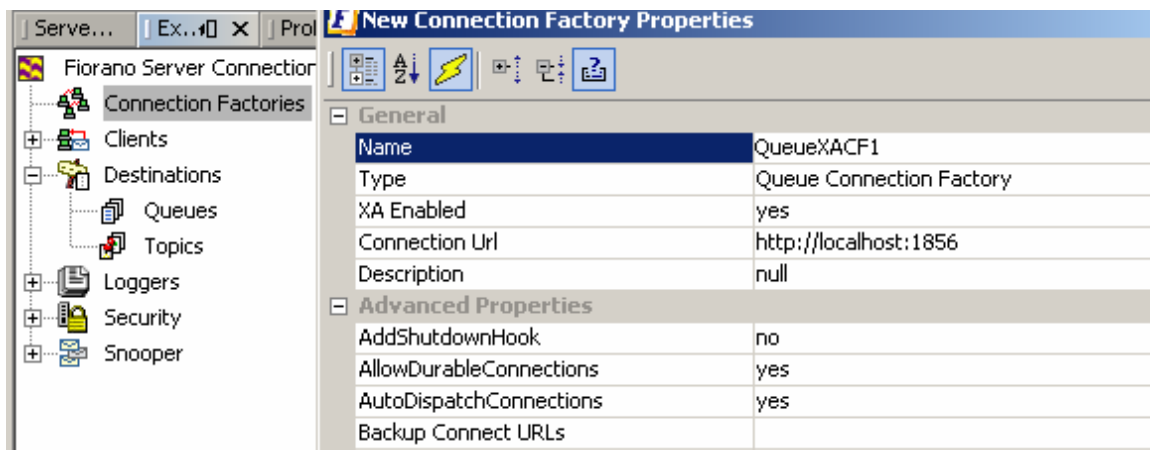 Serve... Ex.. Prol
Fiorano Server Connection
Connection Factories
Clients
Destinations
Queues
Topics
Loggers
Security
Snooper
New Connection Factory Properties
General
Name QueueXACF1
Type Queue Connection Factory
XA Enabled yes
Connection Url http://localhost:1856
Description null
Advanced Properties
AddShutdownHook no
AllowDurableConnections yes
AutoDispatchConnections yes
Backup Connect URLs